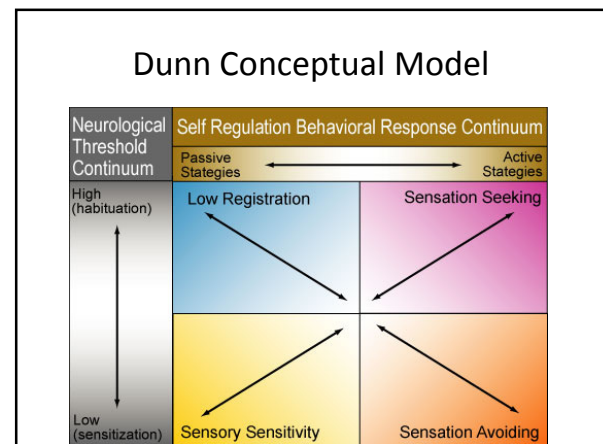 Dunn Conceptual Model
Neurological
Threshold
Continuum
Self Regulation Behavioral Response Continuum
Passive
Stategies
Active
Stategies
High
(habituation)
Low Registration
Sensation Seeking
Low
(sensitization)
Sensory Sensitivity
Sensation Avoiding